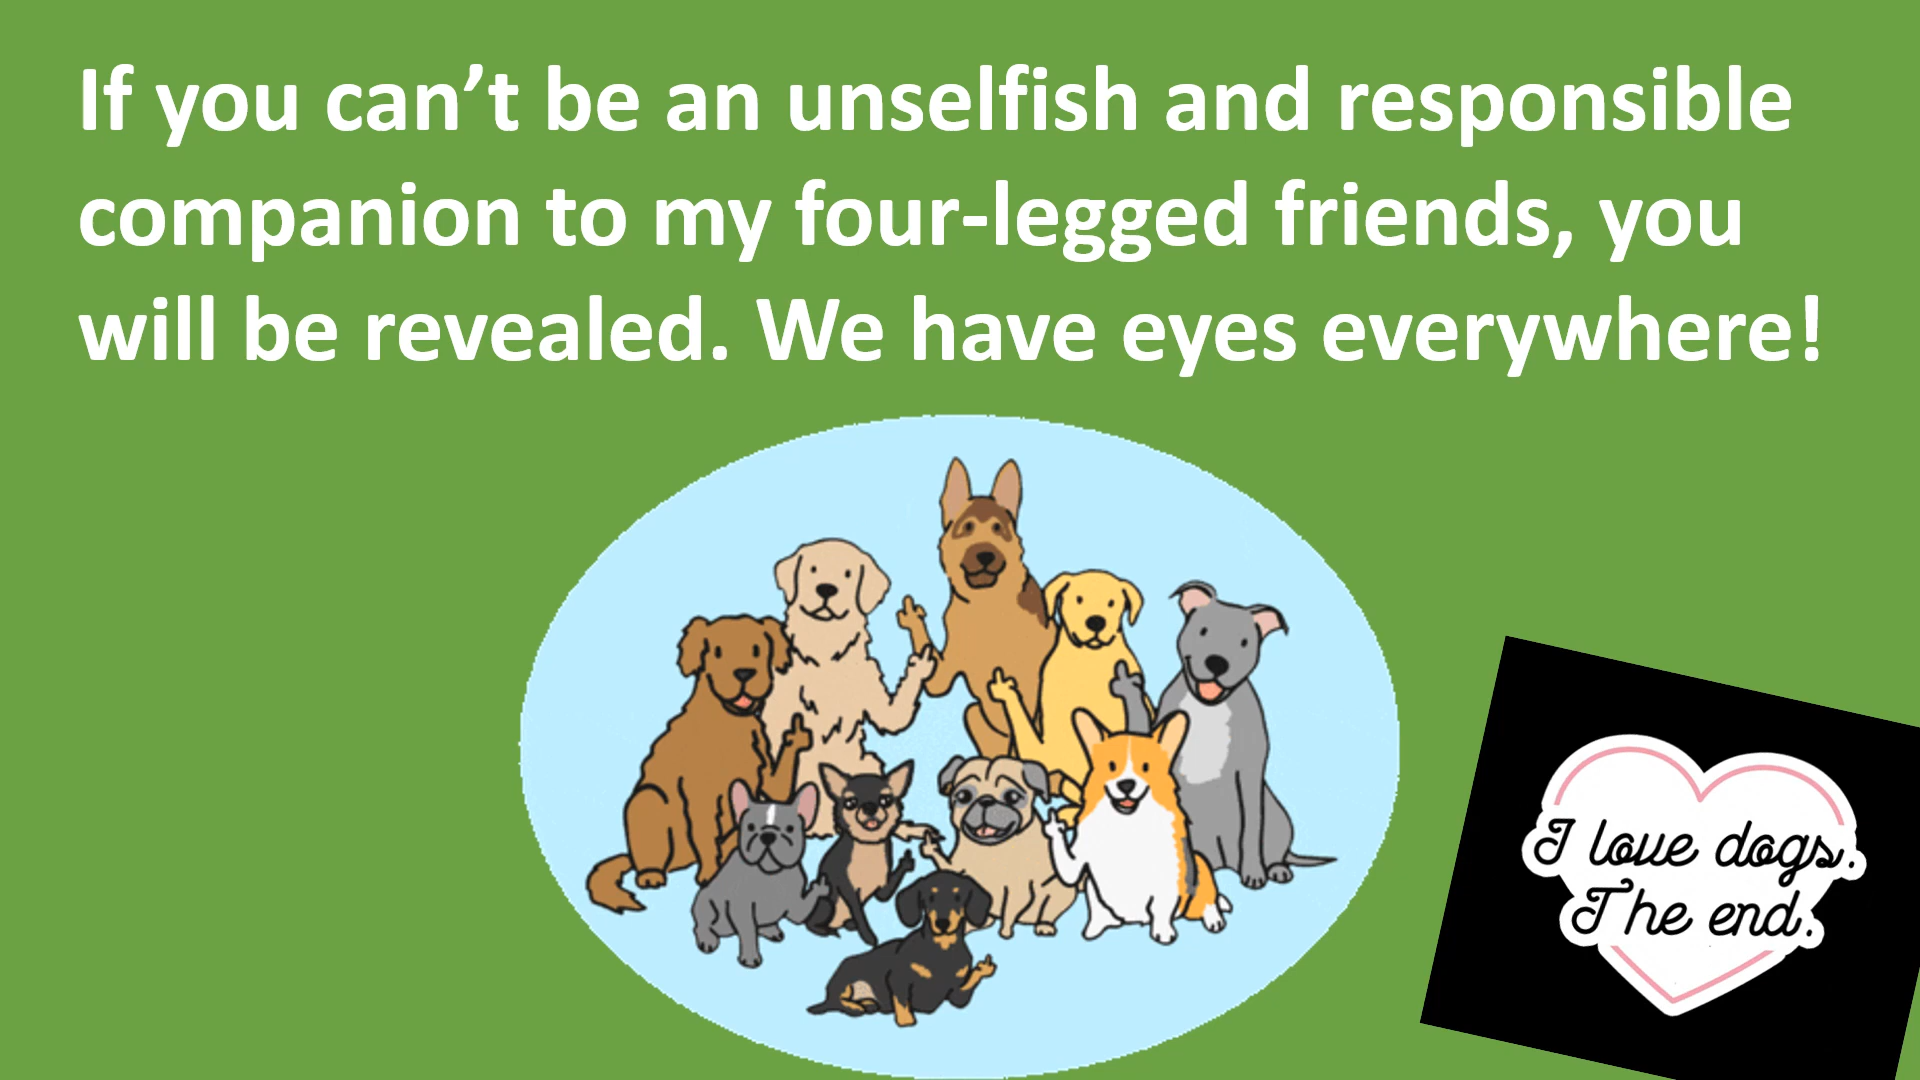 If you can’t be an unselfish and responsible
companion to my four-legged friends, you
will be revealed. We have eyes everywhere!
I love dogs.
The end.